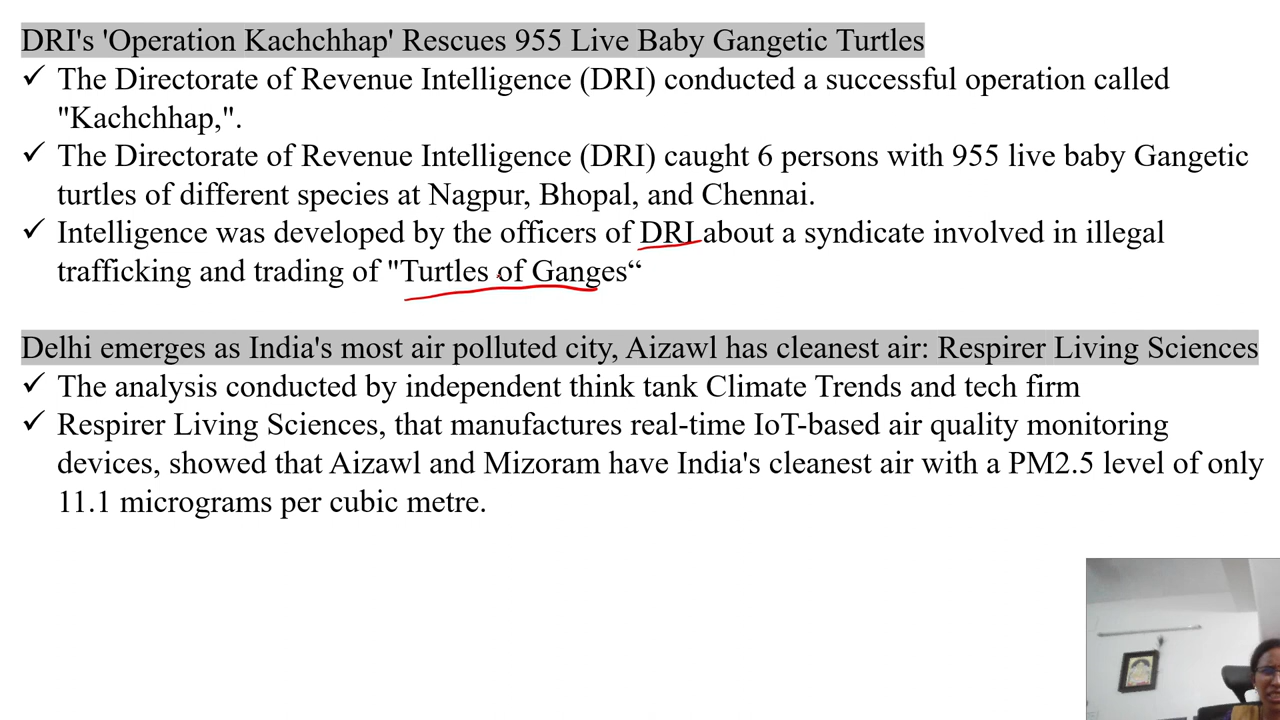 DRI's 'Operation Kachchhap' Rescues 955 Live Baby Gangetic Turtles
✓ The Directorate of Revenue Intelligence (DRI) conducted a successful operation called
"Kachchhap,".
✓ The Directorate of Revenue Intelligence (DRI) caught 6 persons with 955 live baby Gangetic
turtles of different species at Nagpur, Bhopal, and Chennai.
✓ Intelligence was developed by the officers of DRI about a syndicate involved in illegal
trafficking and trading of "Turtles of Ganges“
Delhi emerges as India's most air polluted city, Aizawl has cleanest air: Respirer Living Sciences
✓ The analysis conducted by independent think tank Climate Trends and tech firm
✓ Respirer Living Sciences, that manufactures real-time IoT-based air quality monitoring
devices, showed that Aizawl and Mizoram have India's cleanest air with a PM2.5 level of only
11.1 micrograms per cubic metre.